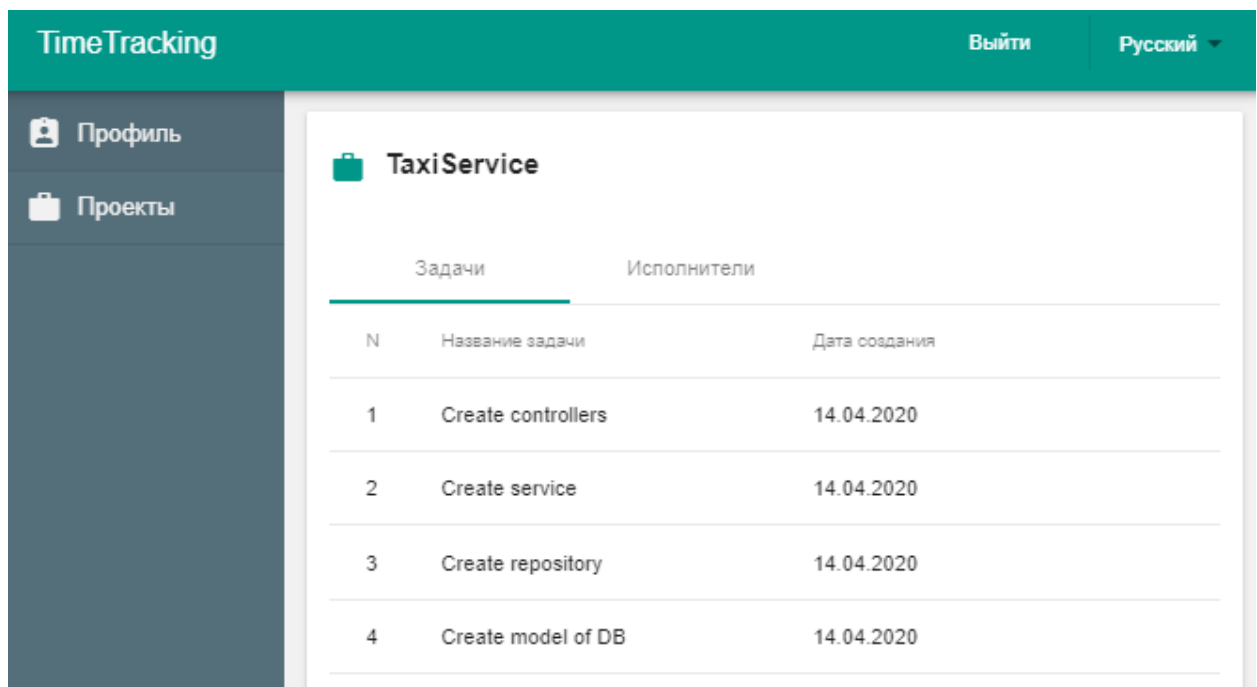 TimeTracking
Выйти
Русский
Профиль
Проекты
TaxiService
Задачи Исполнители
N Название задачи Дата создания
1 Create controllers 14.04.2020
2 Create service 14.04.2020
3 Create repository 14.04.2020
4 Create model of DB 14.04.2020